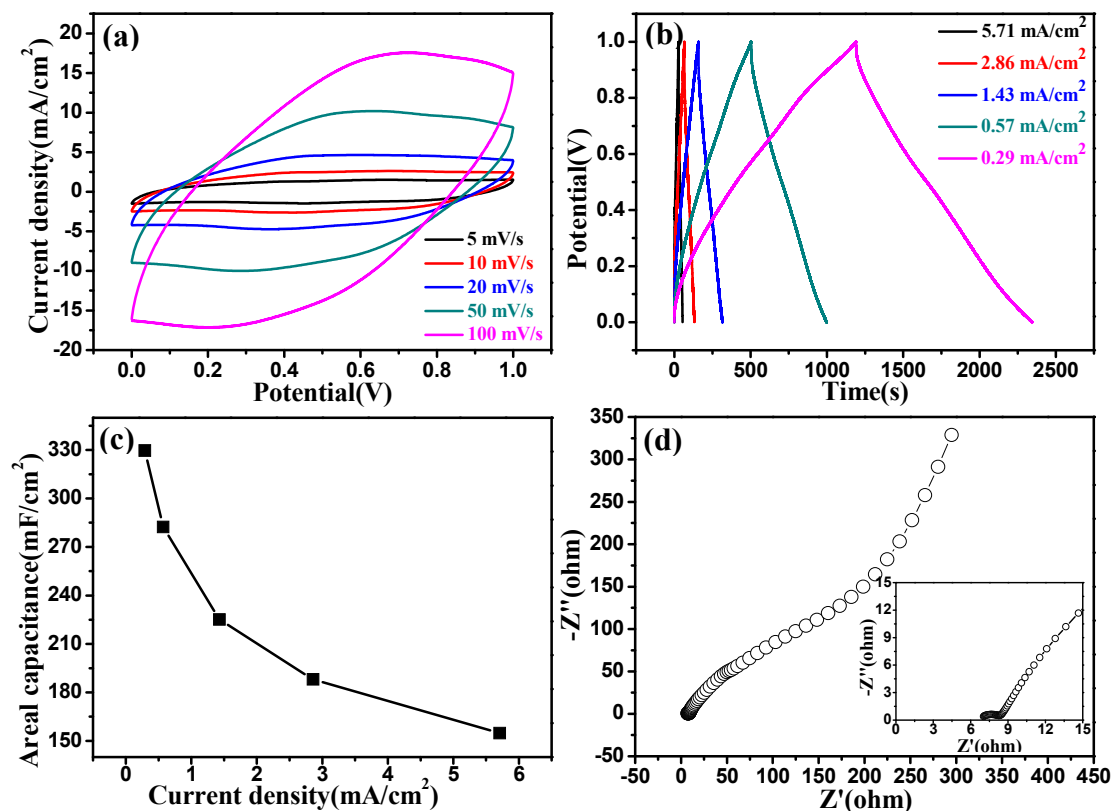 (a)
Current density(mA/cm²)
20
15
10
5
0
-5
-10
-15
-20
5 mV/s
10 mV/s
20 mV/s
50 mV/s
100 mV/s
0.0 0.2 0.4 0.6 0.8 1.0
Potential(V)
(b)
Potential(V)
1.0
0.8
0.6
0.4
0.2
0.0
5.71 mA/cm²
2.86 mA/cm²
1.43 mA/cm²
0.57 mA/cm²
0.29 mA/cm²
0 500 1000 1500 2000 2500
Time(s)
(c)
Areal capacitance(mF/cm²)
330
300
270
240
210
180
150
0 1 2 3 4 5 6
Current density(mA/cm²)
(d)
-Z''(ohm)
350
300
250
200
150
100
50
0
-50
-50 0 50 100 150 200 250 300 350 400 450
Z'(ohm)
-Z''(ohm)
15
12
9
6
3
0
0 3 6 9 12 15
Z'(ohm)